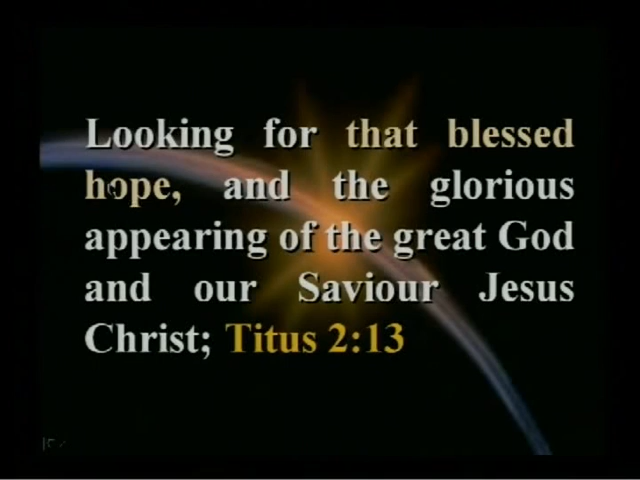 Looking for that blessed
hope, and the glorious
appearing of the great God
and our Saviour Jesus
Christ; Titus 2:13